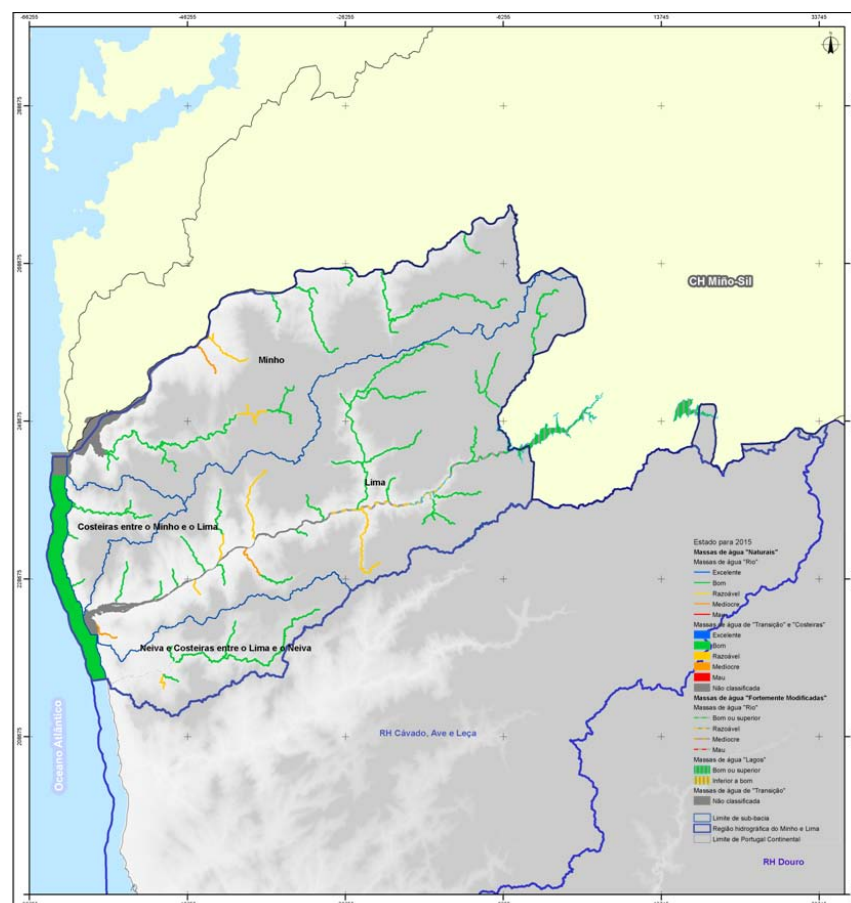 -6255
13745
33745
N
CH Miño-Sil
Minho
Lima
Costeiras entre o Minho e o Lima
Neiva e Costeiras entre o Lima e o Neiva
Oceano Atlântico
RH Cávado, Ave e Leça
RH Douro
Estado para 2015
Massas de água "Naturais"
Massas de água "Rio"
Excelente
Bom
Razoável
Medíocre
Mau
Massas de água de "Transição" e "Costeiras"
Excelente
Bom
Razoável
Medíocre
Mau
Não classificada
Massas de água "Fortemente Modificadas"
Massas de água "Rio"
Bom ou superior
Razoável
Medíocre
Mau
Massas de água "Lagos"
Bom ou superior
Inferior a bom
Massas de água de "Transição"
Não classificada
Limite de sub-bacia
Região hidrográfica do Minho e Lima
Limite de Portugal Continental